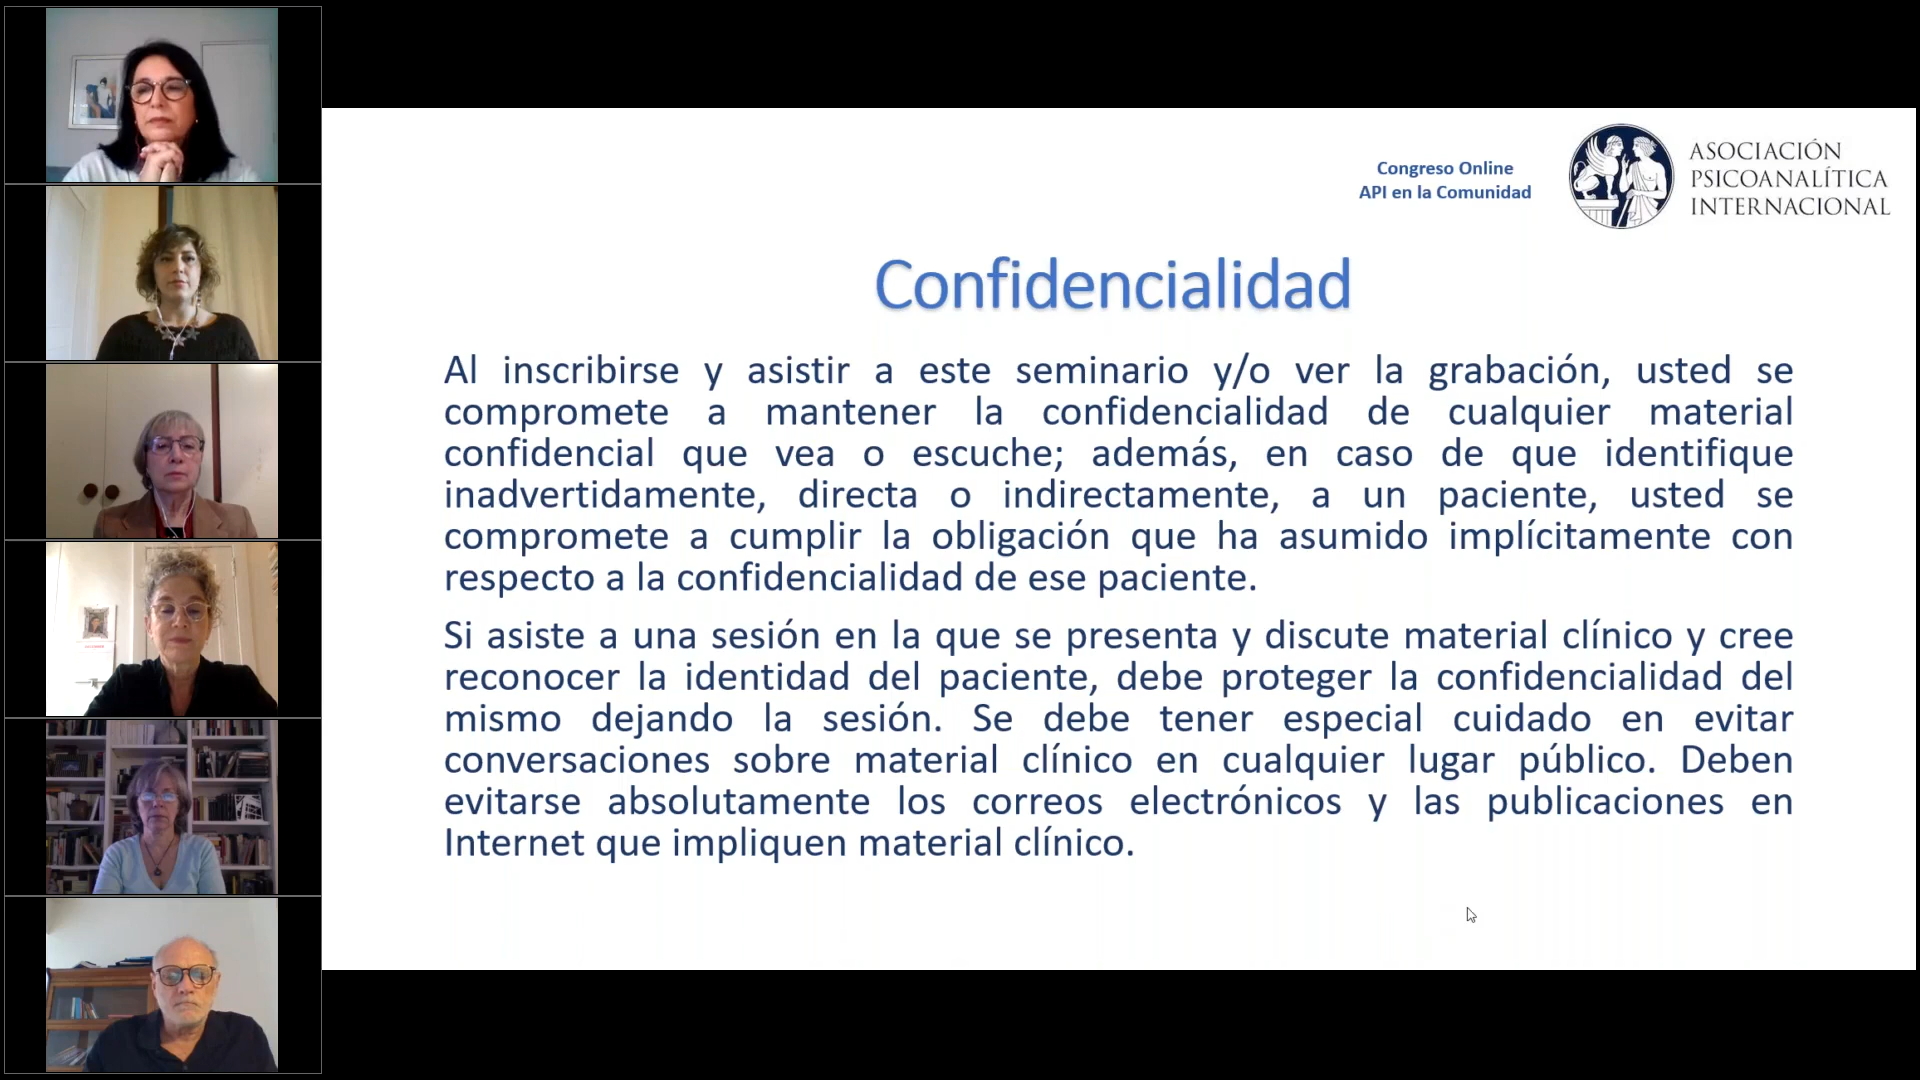 Congreso Online
API en la Comunidad
ASOCIACIÓN
PSICOANALÍTICA
INTERNACIONAL
Confidencialidad
Al inscribirse y asistir a este seminario y/o ver la grabación, usted se
compromete a mantener la confidencialidad de cualquier material
confidencial que vea o escuche; además, en caso de que identifique
inadvertidamente, directa o indirectamente, a un paciente, usted se
compromete a cumplir la obligación que ha asumido implícitamente con
respecto a la confidencialidad de ese paciente.
Si asiste a una sesión en la que se presenta y discute material clínico y cree
reconocer la identidad del paciente, debe proteger la confidencialidad del
mismo dejando la sesión. Se debe tener especial cuidado en evitar
conversaciones sobre material clínico en cualquier lugar público. Deben
evitarse absolutamente los correos electrónicos y las publicaciones en
Internet que impliquen material clínico.